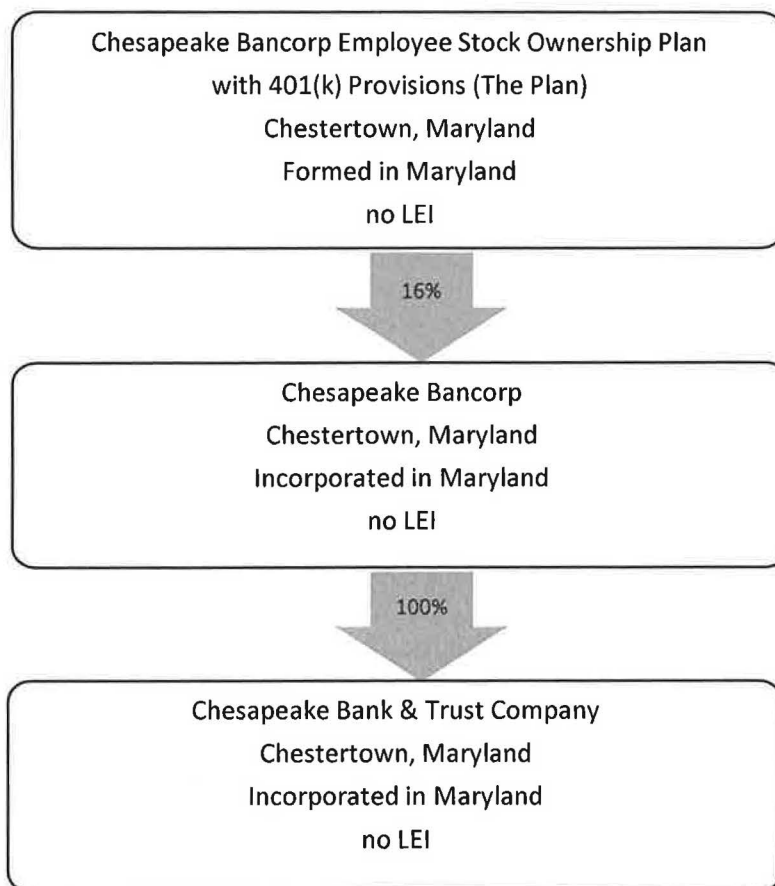 Chesapeake Bancorp Employee Stock Ownership Plan
with 401(k) Provisions (The Plan)
Chestertown, Maryland
Formed in Maryland
no LEI
16%
Chesapeake Bancorp
Chestertown, Maryland
Incorporated in Maryland
no LEI
100%
Chesapeake Bank & Trust Company
Chestertown, Maryland
Incorporated in Maryland
no LEI